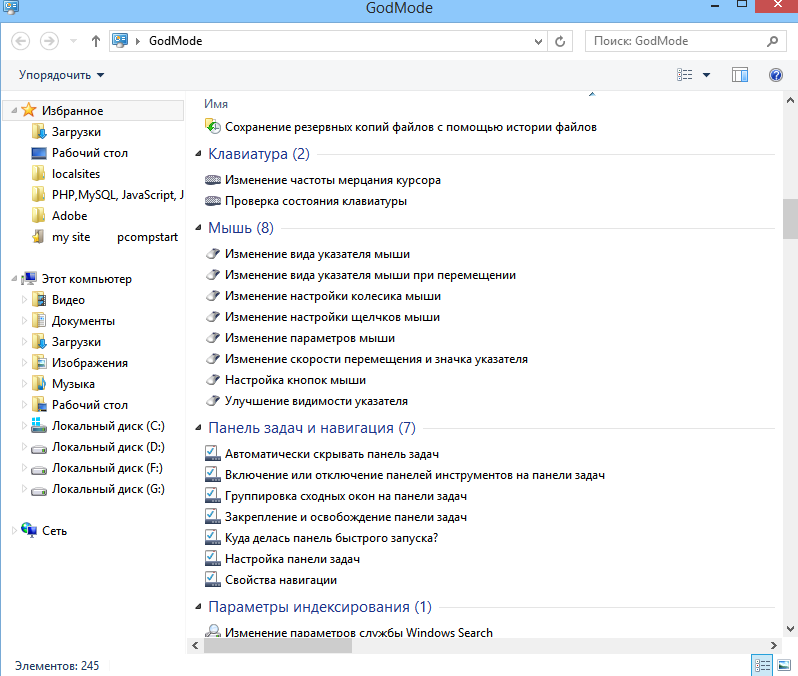 GodMode
GodMode
Поиск: GodMode
Упорядочить
Избранное
Загрузки
Рабочий стол
localsites
PHP,MySQL, JavaScript, J
Adobe
my site pcompstart
Этот компьютер
Видео
Документы
Загрузки
Изображения
Музыка
Рабочий стол
Локальный диск (C:)
Локальный диск (D:)
Локальный диск (F:)
Локальный диск (G:)
Сеть
Имя
Сохранение резервных копий файлов с помощью истории файлов
Клавиатура (2)
Изменение частоты мерцания курсора
Проверка состояния клавиатуры
Мышь (8)
Изменение вида указателя мыши
Изменение вида указателя мыши при перемещении
Изменение настройки колесика мыши
Изменение настройки щелчков мыши
Изменение параметров мыши
Изменение скорости перемещения и значка указателя
Настройка кнопок мыши
Улучшение видимости указателя
Панель задач и навигация (7)
Автоматически скрывать панель задач
Включение или отключение панелей инструментов на панели задач
Группировка сходных окон на панели задач
Закрепление и освобождение панели задач
Куда делась панель быстрого запуска?
Настройка панели задач
Свойства навигации
Параметры индексирования (1)
Изменение параметров службы Windows Search
Элементов: 245